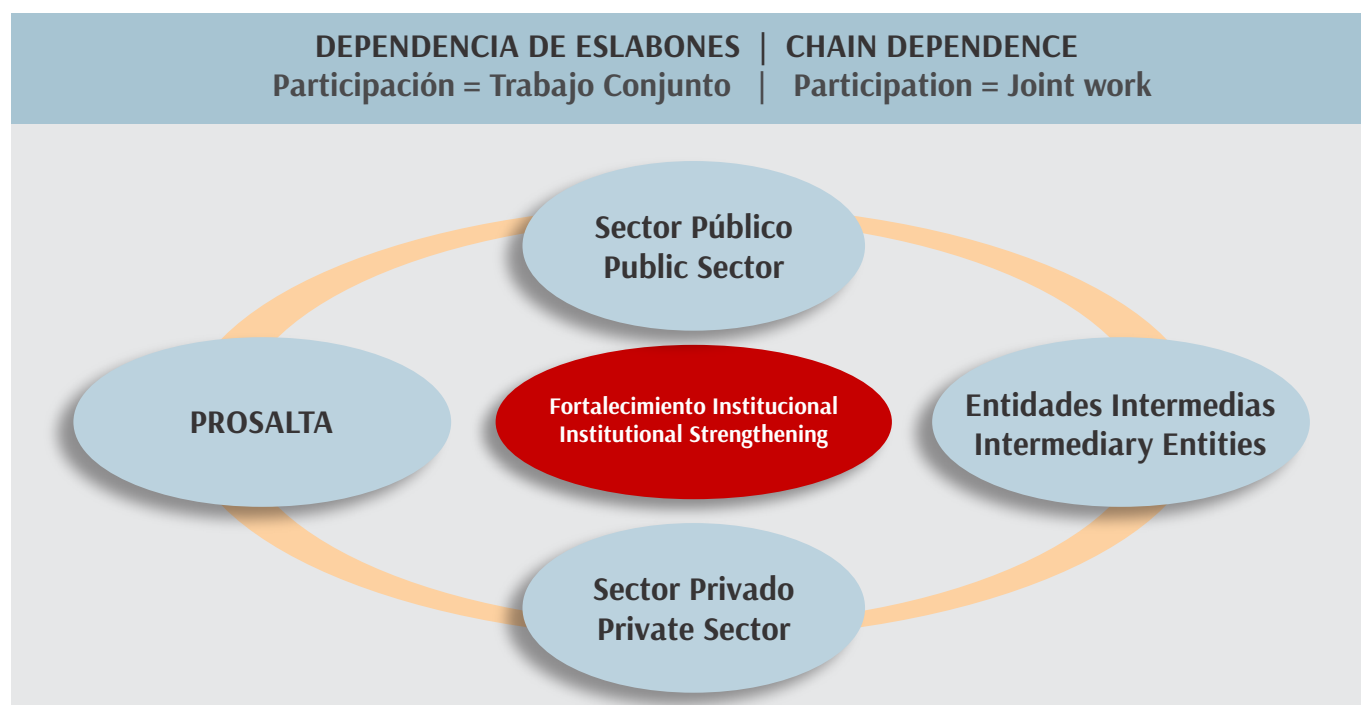 DEPENDENCIA DE ESLABONES | CHAIN DEPENDENCE
Participación = Trabajo Conjunto | Participation = Joint work
Sector Público
Public Sector
PROSALTA
Fortalecimiento Institucional
Institutional Strengthening
Entidades Intermedias
Intermediary Entities
Sector Privado
Private Sector